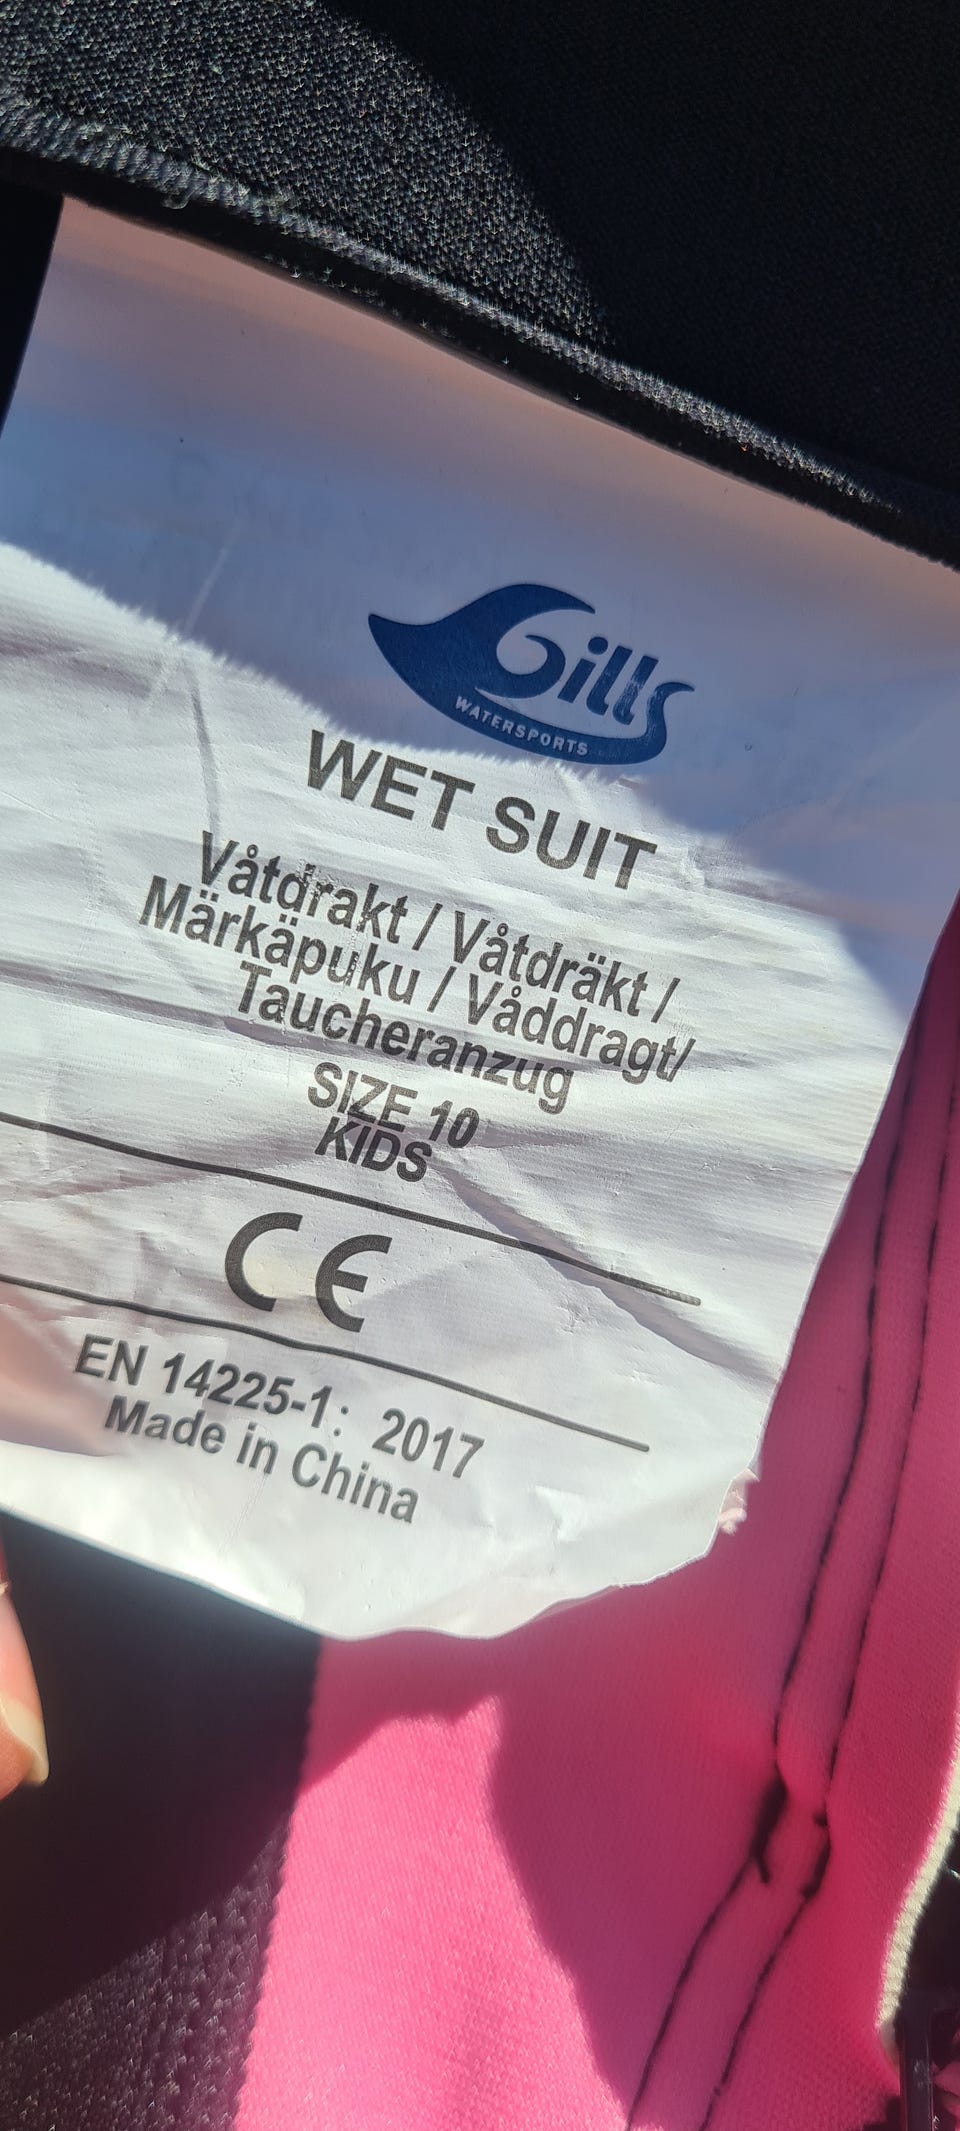 Gills
WATERSPORTS
WET SUIT
Våtdrakt / Våtdräkt /
Märkäpuku / Våddragt/
Taucheranzug
SIZE 10
KIDS
CE
EN 14225-1: 2017
Made in China